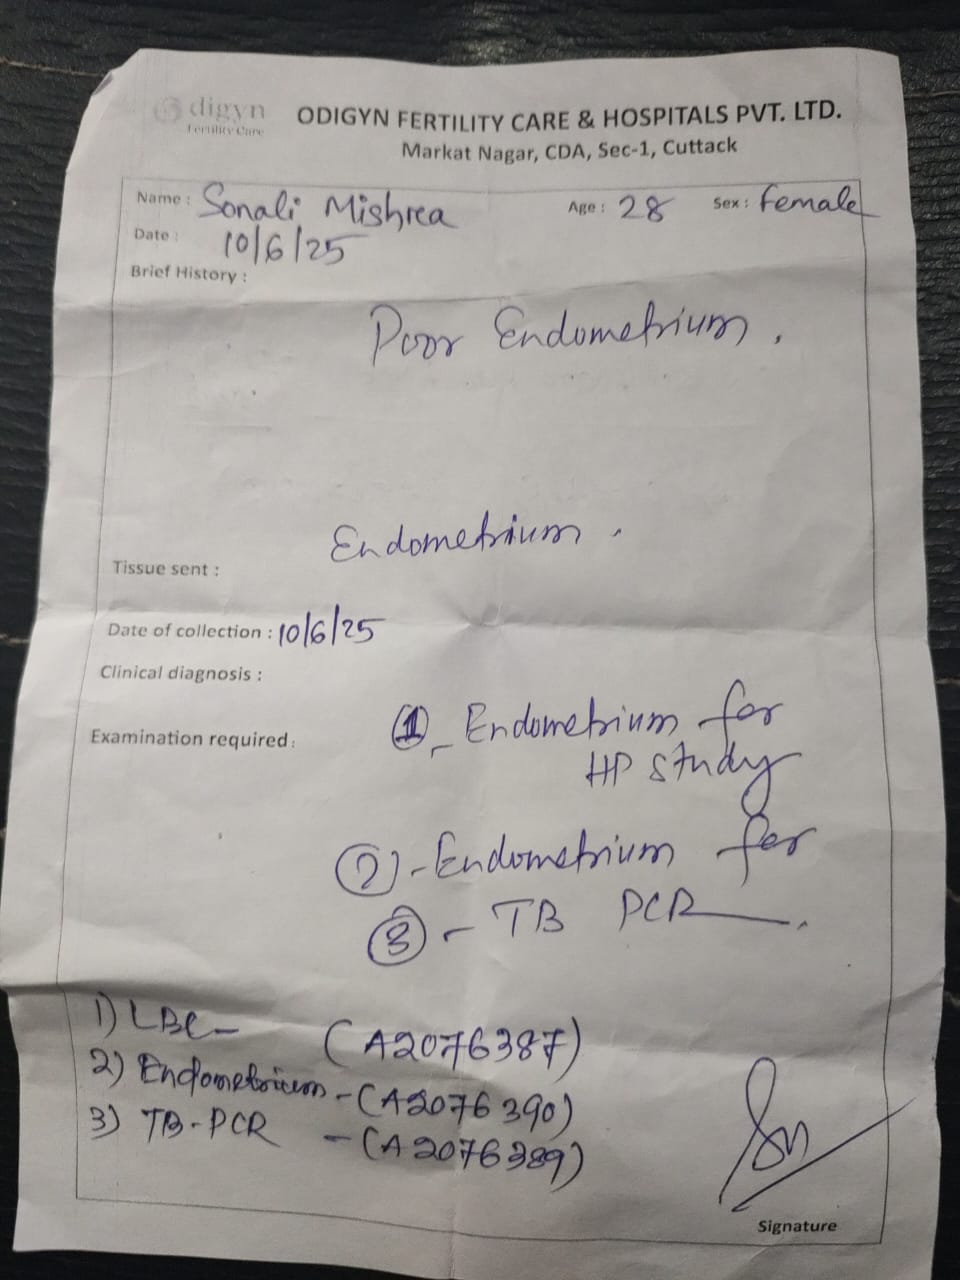 digyn
Fertility Care
ODIGYN FERTILITY CARE & HOSPITALS PVT. LTD.
Markat Nagar, CDA, Sec-1, Cuttack
Name : Sonali Mishra Age : 28 Sex : female
Date : 10/6/25
Brief History :
Poor Endometrium.
Endometrium.
Tissue sent :
Date of collection : 10/6/25
Clinical diagnosis :
Examination required : 1 - Endometrium for
HP study
2 - Endometrium for
3 - TB PCR.
1) LBC - (A2076387)
2) Endometrium - (A2076390)
3) TB-PCR - (A2076389)
Signature